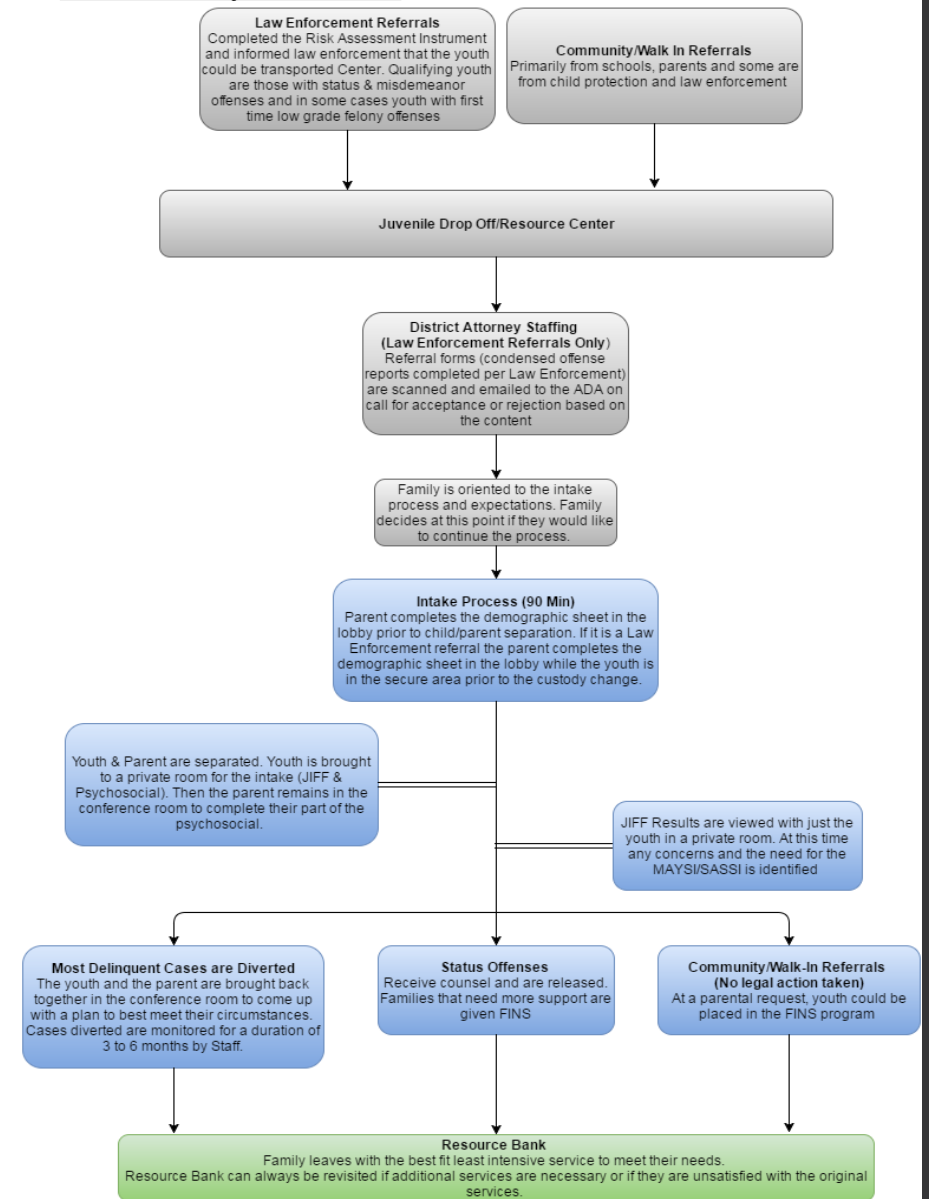 Law Enforcement Referrals
Completed the Risk Assessment Instrument
and informed law enforcement that the youth
could be transported Center. Qualifying youth
are those with status & misdemeanor
offenses and in some cases youth with first
time low grade felony offenses
Community/Walk In Referrals
Primarily from schools, parents and some are
from child protection and law enforcement
Juvenile Drop Off/Resource Center
District Attorney Staffing
(Law Enforcement Referrals Only)
Referral forms (condensed offense
reports completed per Law Enforcement)
are scanned and emailed to the ADA on
call for acceptance or rejection based on
the content
Family is oriented to the intake
process and expectations. Family
decides at this point if they would like
to continue the process.
Intake Process (90 Min)
Parent completes the demographic sheet in the
lobby prior to child/parent separation. If it is a Law
Enforcement referral the parent completes the
demographic sheet in the lobby while the youth is
in the secure area prior to the custody change.
Youth & Parent are separated. Youth is brought
to a private room for the intake (JIFF &
Psychosocial). Then the parent remains in the
conference room to complete their part of the
psychosocial.
JIFF Results are viewed with just the
youth in a private room. At this time
any concerns and the need for the
MAYSI/SASSI is identified
Most Delinquent Cases are Diverted
The youth and the parent are brought back
together in the conference room to come up
with a plan to best meet their circumstances.
Cases diverted are monitored for a duration of
3 to 6 months by Staff.
Status Offenses
Receive counsel and are released.
Families that need more support are
given FINS
Community/Walk-In Referrals
(No legal action taken)
At a parental request, youth could be
placed in the FINS program
Resource Bank
Family leaves with the best fit least intensive service to meet their needs.
Resource Bank can always be revisited if additional services are necessary or if they are unsatisfied with the original
services.